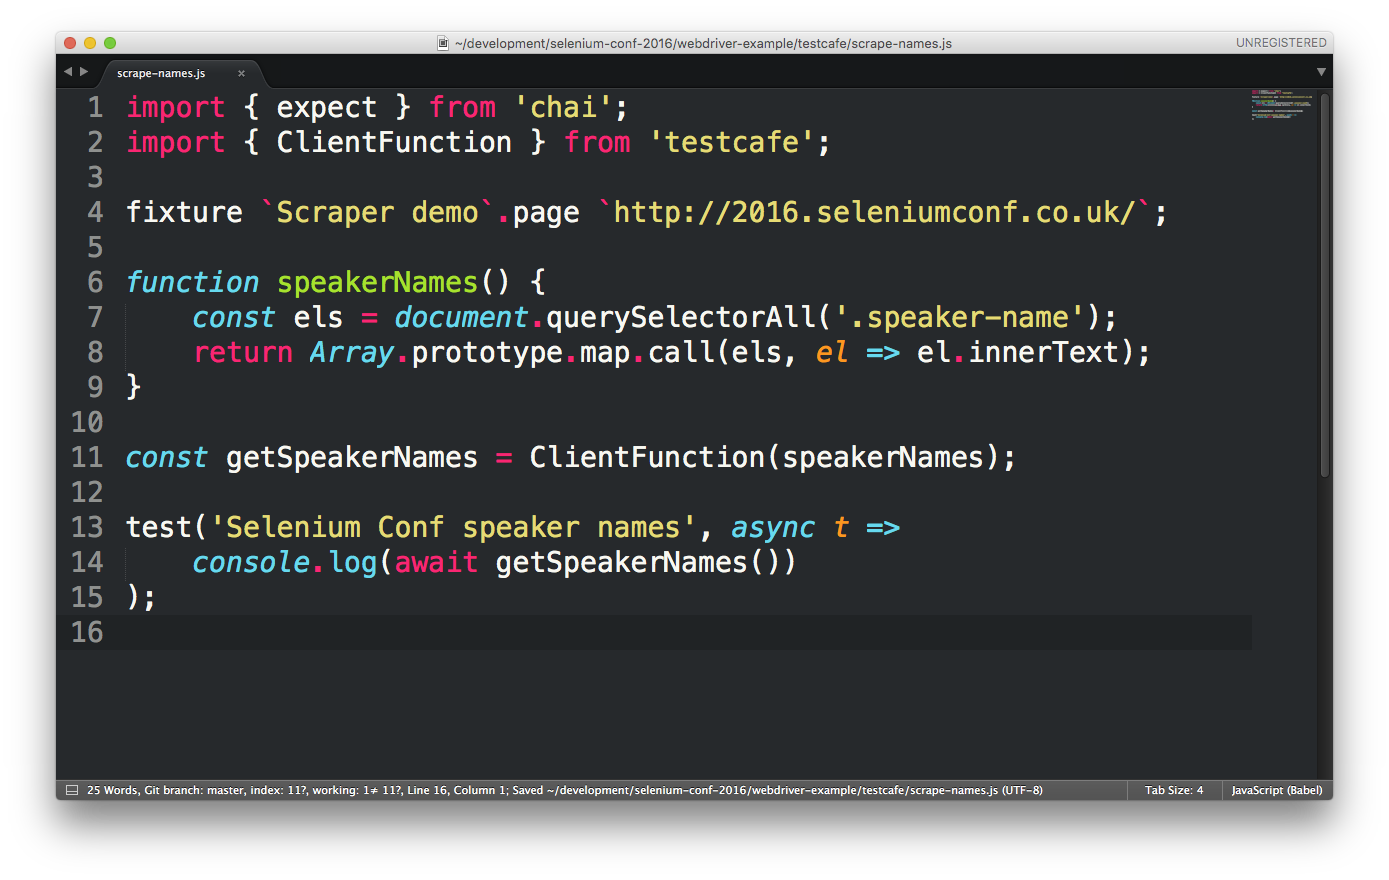 ~/development/selenium-conf-2016/webdriver-example/testcafe/scrape-names.js
UNREGISTERED
scrape-names.js ×
1 import { expect } from 'chai';
2 import { ClientFunction } from 'testcafe';
3
4 fixture `Scraper demo`.page `http://2016.seleniumconf.co.uk/`;
5
6 function speakerNames() {
7     const els = document.querySelectorAll('.speaker-name');
8     return Array.prototype.map.call(els, el => el.innerText);
9 }
10
11 const getSpeakerNames = ClientFunction(speakerNames);
12
13 test('Selenium Conf speaker names', async t =>
14     console.log(await getSpeakerNames())
15 );
16
25 Words, Git branch: master, index: 11?, working: 1≠ 11?, Line 16, Column 1; Saved ~/development/selenium-conf-2016/webdriver-example/testcafe/scrape-names.js (UTF-8)
Tab Size: 4
JavaScript (Babel)